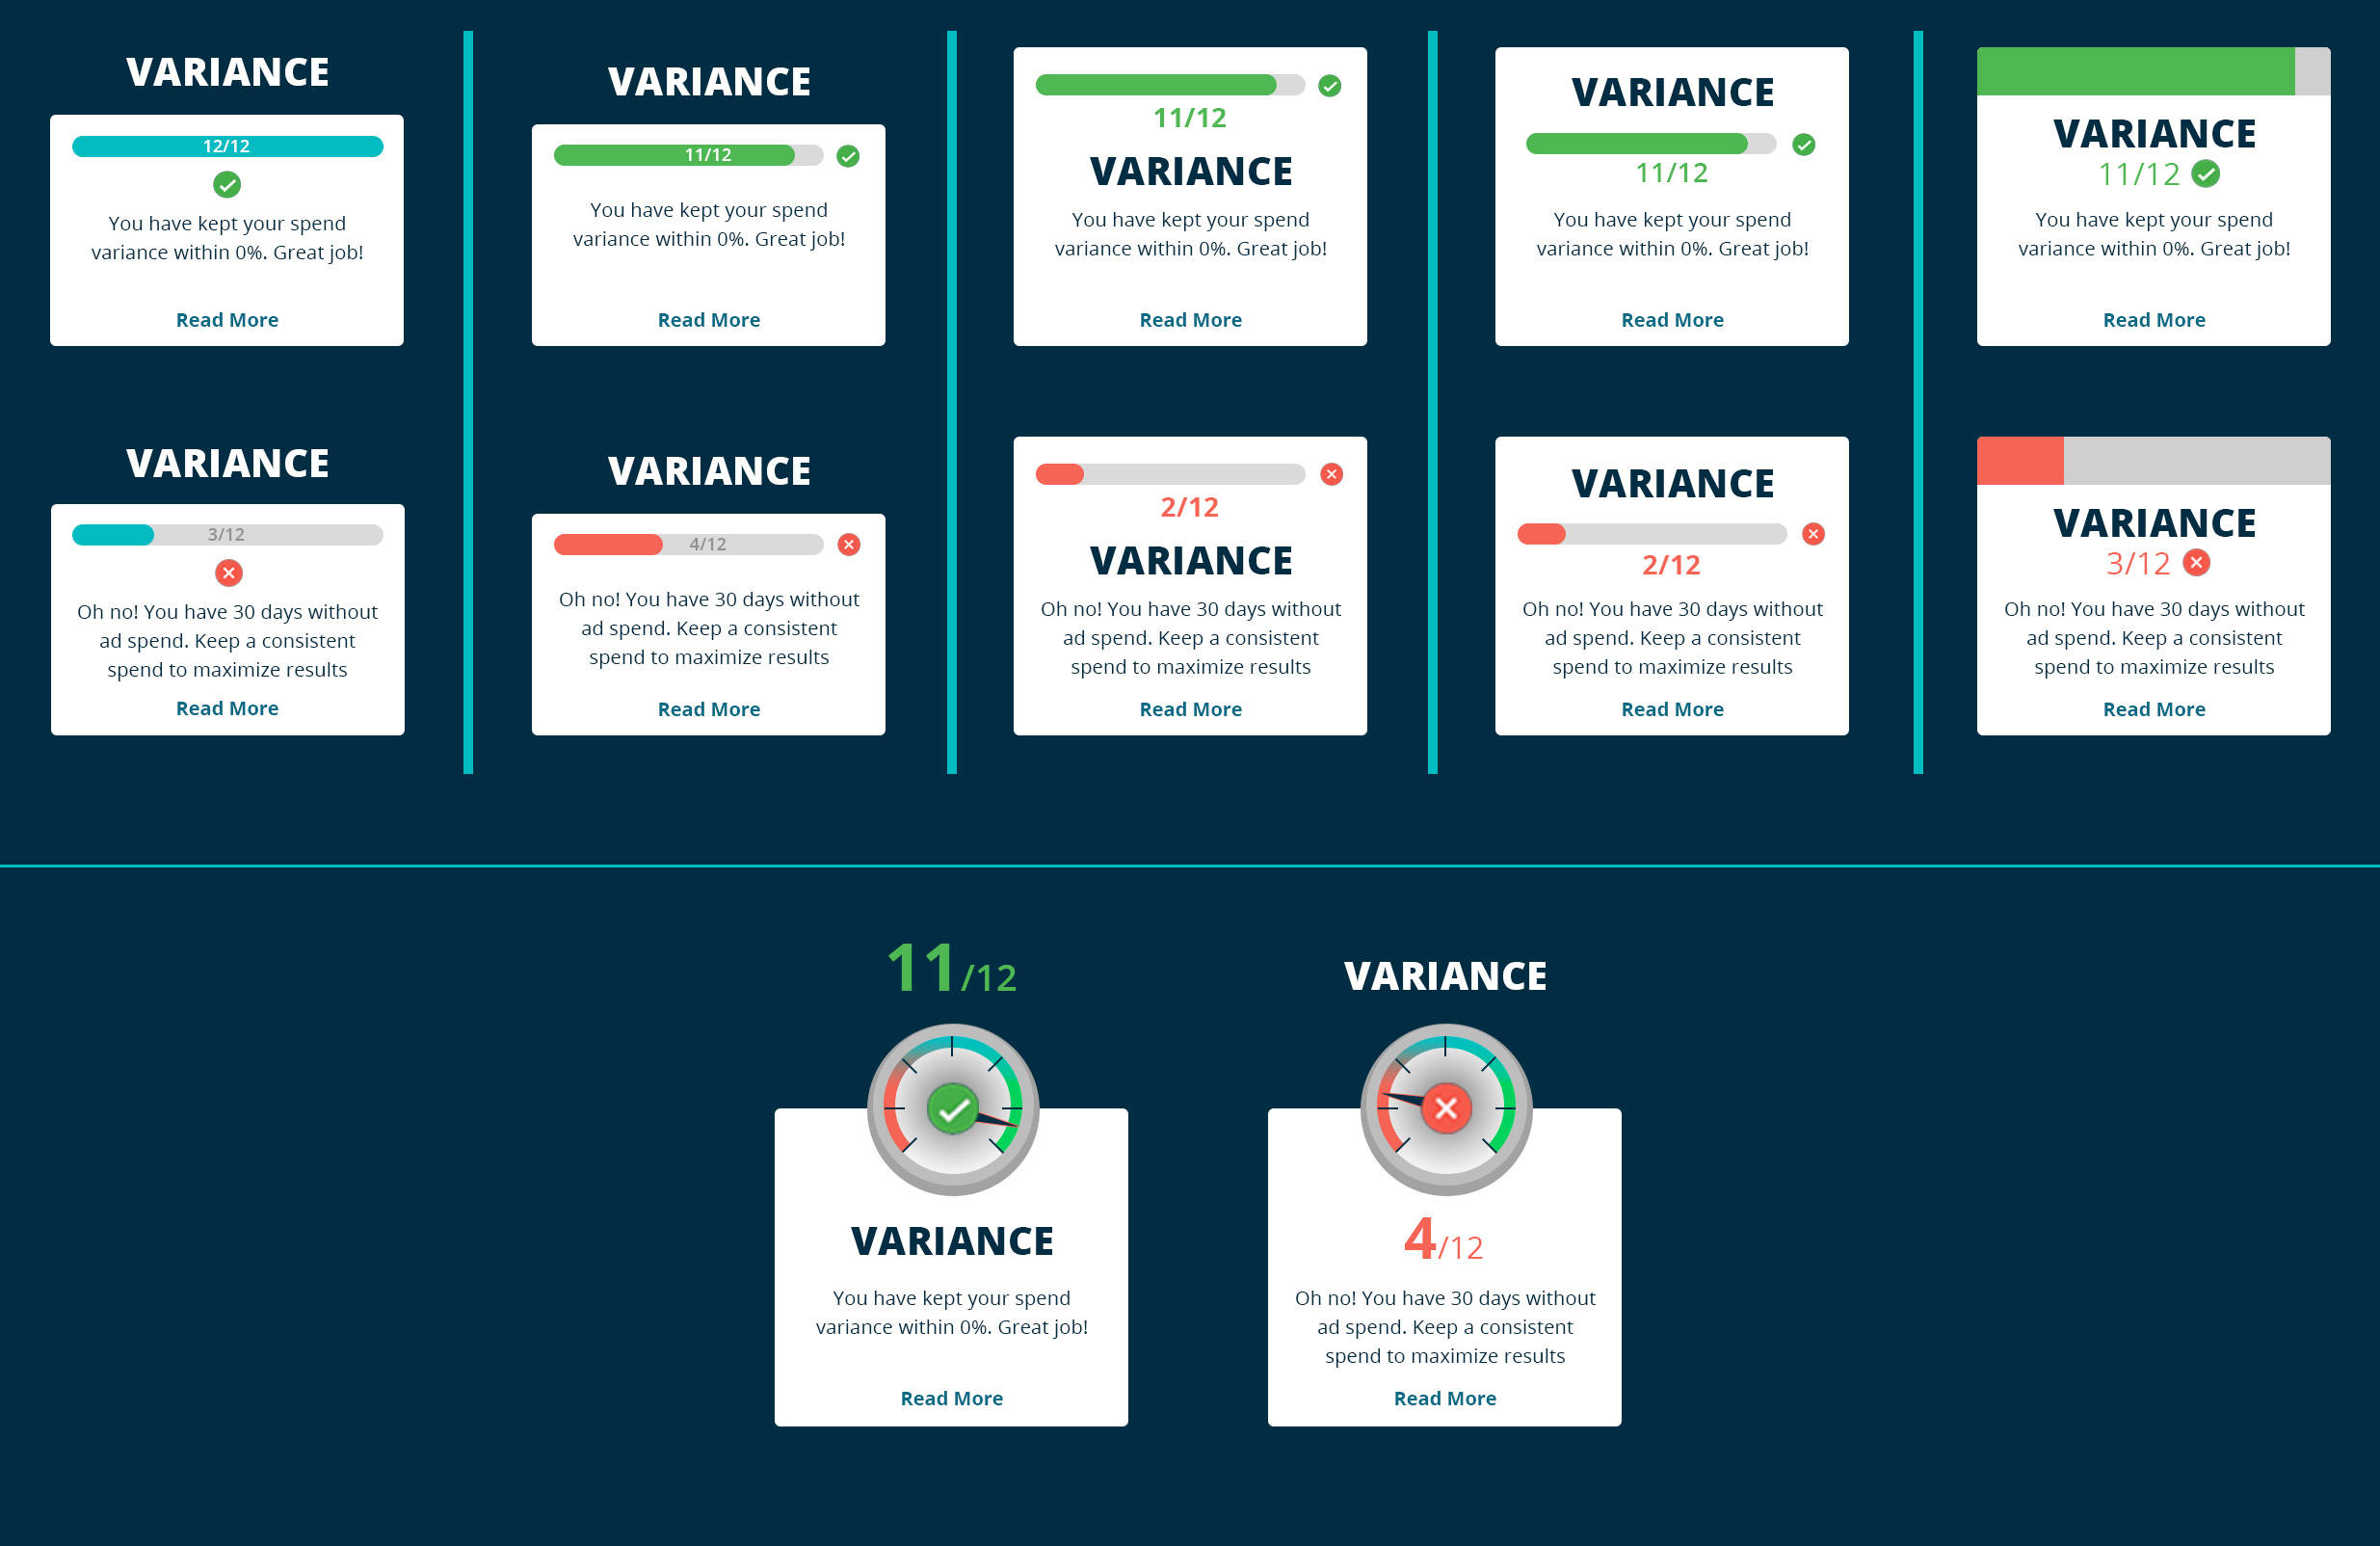 VARIANCE
12/12
You have kept your spend
variance within 0%. Great job!
Read More
VARIANCE
11/12
You have kept your spend
variance within 0%. Great job!
Read More
11/12
VARIANCE
You have kept your spend
variance within 0%. Great job!
Read More
VARIANCE
11/12
You have kept your spend
variance within 0%. Great job!
Read More
VARIANCE
11/12
You have kept your spend
variance within 0%. Great job!
Read More
VARIANCE
3/12
Oh no! You have 30 days without
ad spend. Keep a consistent
spend to maximize results
Read More
VARIANCE
4/12
Oh no! You have 30 days without
ad spend. Keep a consistent
spend to maximize results
Read More
2/12
VARIANCE
Oh no! You have 30 days without
ad spend. Keep a consistent
spend to maximize results
Read More
VARIANCE
2/12
Oh no! You have 30 days without
ad spend. Keep a consistent
spend to maximize results
Read More
VARIANCE
3/12
Oh no! You have 30 days without
ad spend. Keep a consistent
spend to maximize results
Read More
11/12
VARIANCE
You have kept your spend
variance within 0%. Great job!
Read More
VARIANCE
4/12
Oh no! You have 30 days without
ad spend. Keep a consistent
spend to maximize results
Read More